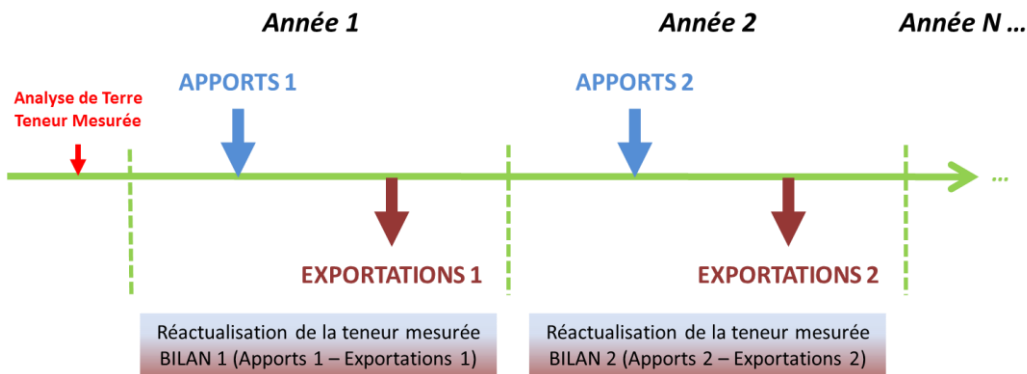 Année 1
Année 2
Année N ...
APPORTS 1
APPORTS 2
Analyse de Terre
Teneur Mesurée
...
EXPORTATIONS 1
EXPORTATIONS 2
Réactualisation de la teneur mesurée
BILAN 1 (Apports 1 – Exportations 1)
Réactualisation de la teneur mesurée
BILAN 2 (Apports 2 – Exportations 2)